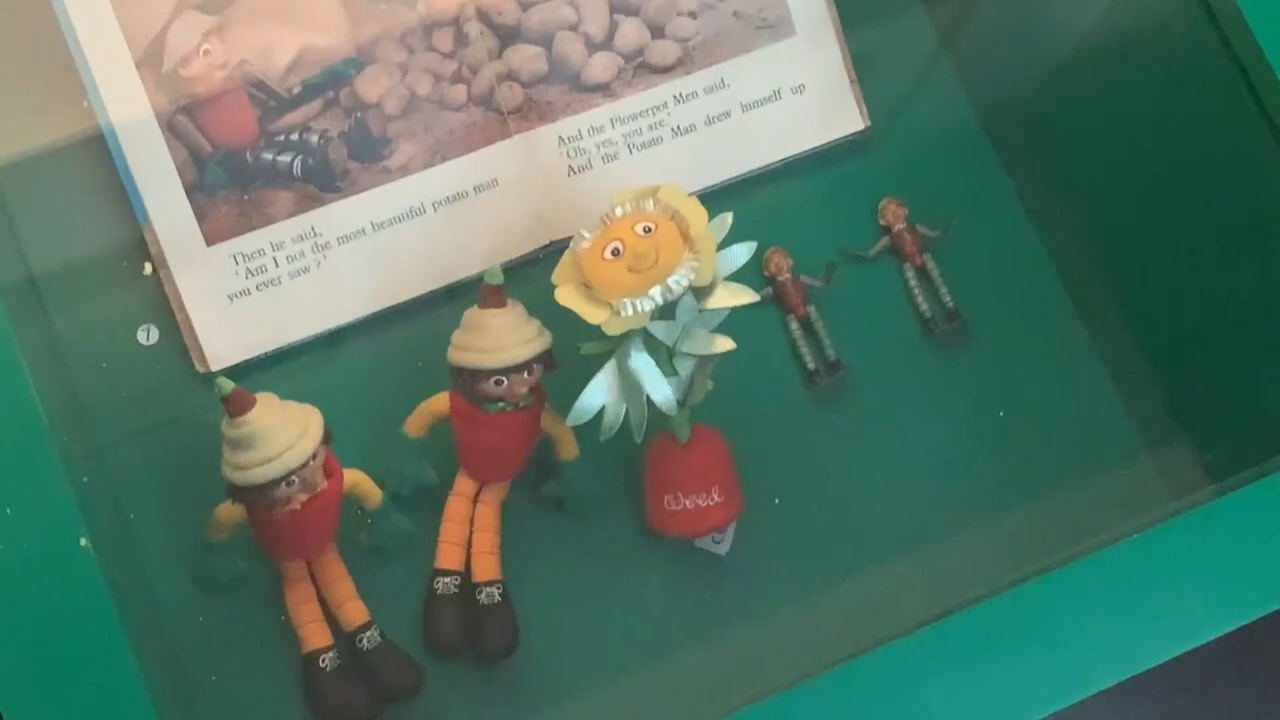 And the Flowerpot Men said,
'Oh, yes, you are.'
And the Potato Man drew himself up
Then he said,
'Am I not the most beautiful potato man
you ever saw?'
7
Weed